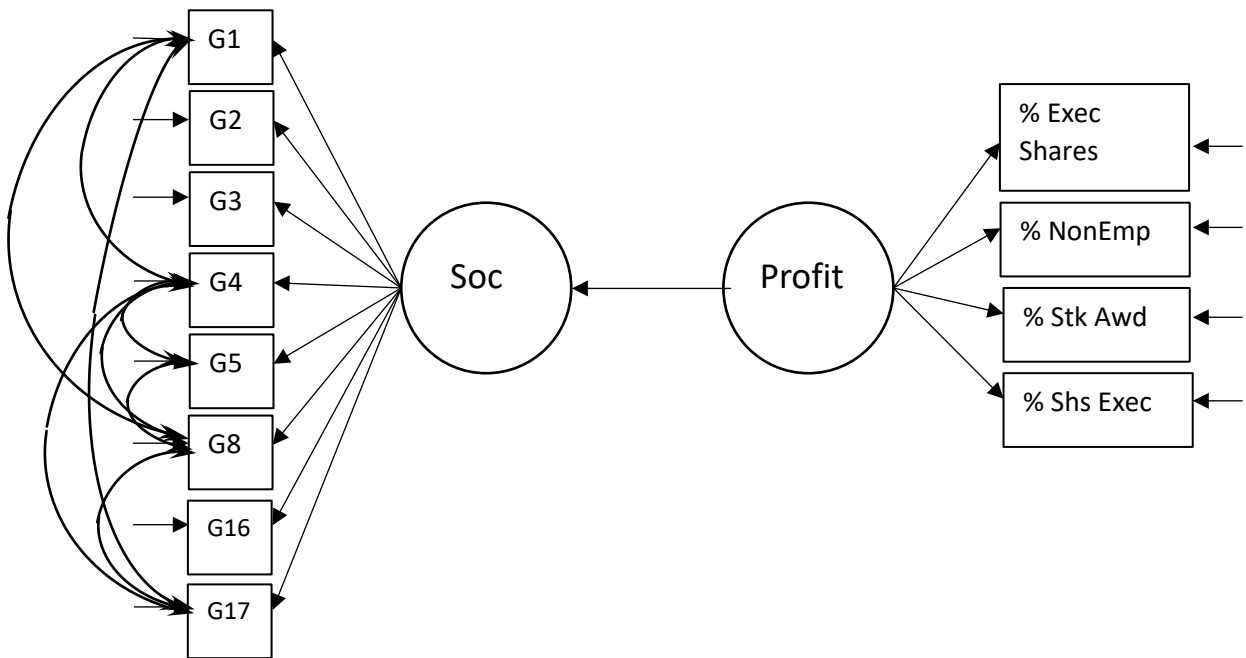 G1
G2
G3
G4
G5
G8
G16
G17
Soc
Profit
% Exec
Shares
% NonEmp
% Stk Awd
% Shs Exec